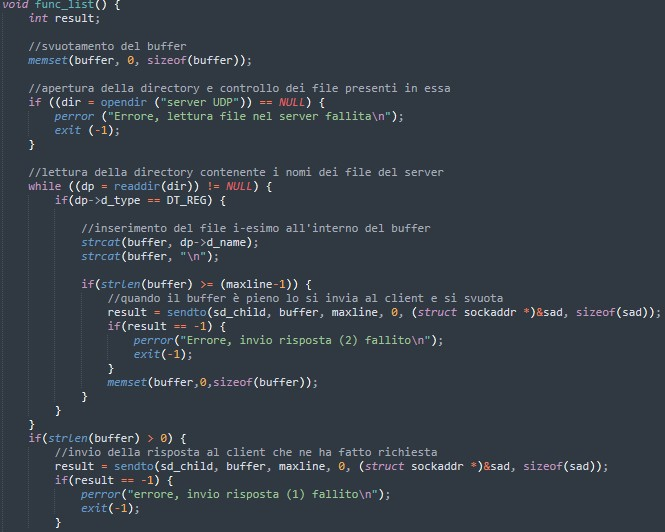 void func_list() {
int result;
//svuotamento del buffer
memset(buffer, 0, sizeof(buffer));
//apertura della directory e controllo dei file presenti in essa
if ((dir = opendir ("server UDP")) == NULL) {
perror ("Errore, lettura file nel server fallita\n");
exit (-1);
}
//lettura della directory contenente i nomi dei file del server
while ((dp = readdir(dir)) != NULL) {
if(dp->d_type == DT_REG) {
//inserimento del file i-esimo all'interno del buffer
strcat(buffer, dp->d_name);
strcat(buffer, "\n");
if(strlen(buffer) >= (maxline-1)) {
//quando il buffer è pieno lo si invia al client e si svuota
result = sendto(sd_child, buffer, maxline, 0, (struct sockaddr *)&sad, sizeof(sad));
if(result == -1) {
perror("Errore, invio risposta (2) fallito\n");
exit(-1);
}
memset(buffer,0,sizeof(buffer));
}
}
}
if(strlen(buffer) > 0) {
//invio della risposta al client che ne ha fatto richiesta
result = sendto(sd_child, buffer, maxline, 0, (struct sockaddr *)&sad, sizeof(sad));
if(result == -1) {
perror("errore, invio risposta (1) fallito\n");
exit(-1);
}